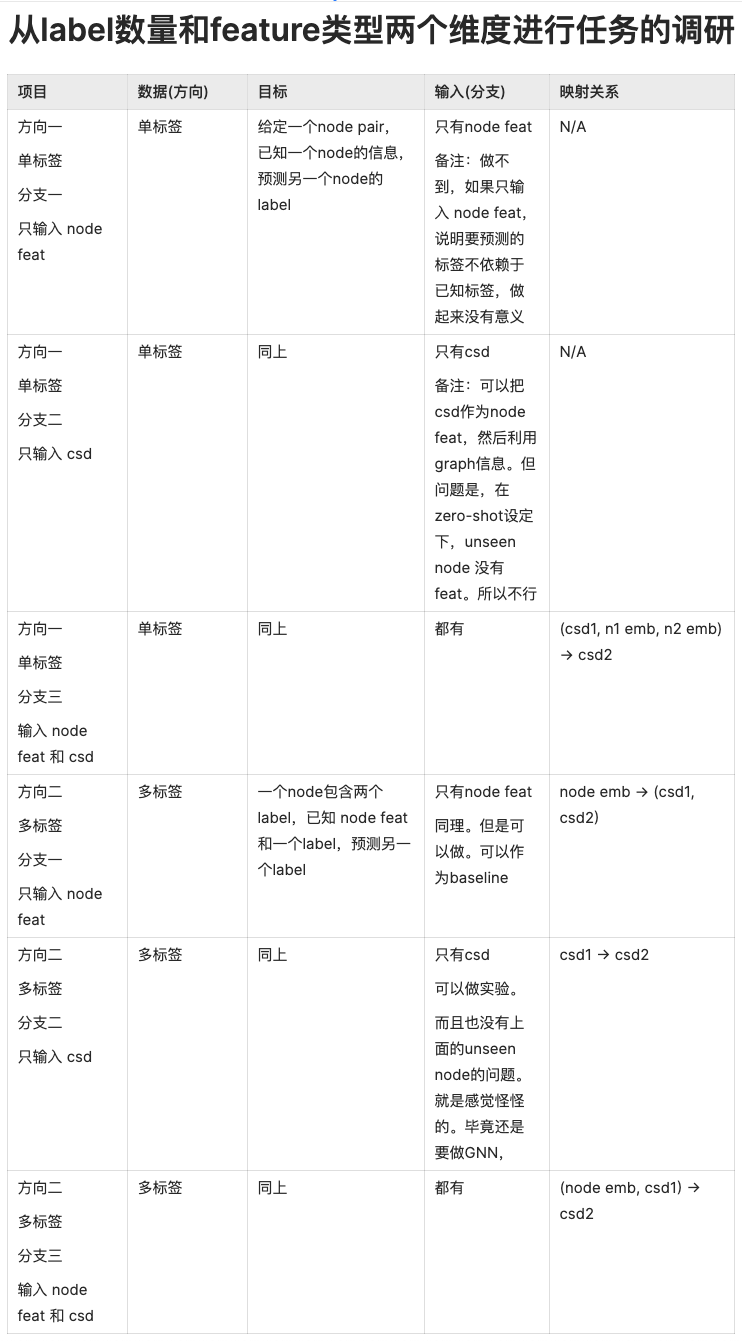 从label数量和feature类型两个维度进行任务的调研
项目
数据(方向)
目标
输入(分支)
映射关系
方向一
单标签
分支一
只输入 node
feat
单标签
给定一个node pair，
已知一个node的信息，
预测另一个node的
label
只有node feat
备注：做不
到，如果只输
入 node feat，
说明要预测的
标签不依赖于
已知标签，做
起来没有意义
N/A
方向一
单标签
分支二
只输入 csd
单标签
同上
只有csd
备注：可以把
csd作为node
feat，然后利用
graph信息。但
问题是，在
zero-shot设定
下，unseen
node 没有
feat。所以不行
N/A
方向一
单标签
分支三
输入 node
feat 和 csd
单标签
同上
都有
(csd1, n1 emb, n2 emb)
→ csd2
方向二
多标签
分支一
只输入 node
feat
多标签
一个node包含两个
label，已知 node feat
和一个label，预测另一
个label
只有node feat
同理。但是可
以做。可以作
为baseline
node emb → (csd1,
csd2)
方向二
多标签
分支二
只输入 csd
多标签
同上
只有csd
可以做实验。
而且也没有上
面的unseen
node的问题。
就是感觉怪怪
的。毕竟还是
要做GNN，
csd1 → csd2
方向二
多标签
分支三
输入 node
feat 和 csd
多标签
同上
都有
(node emb, csd1) →
csd2